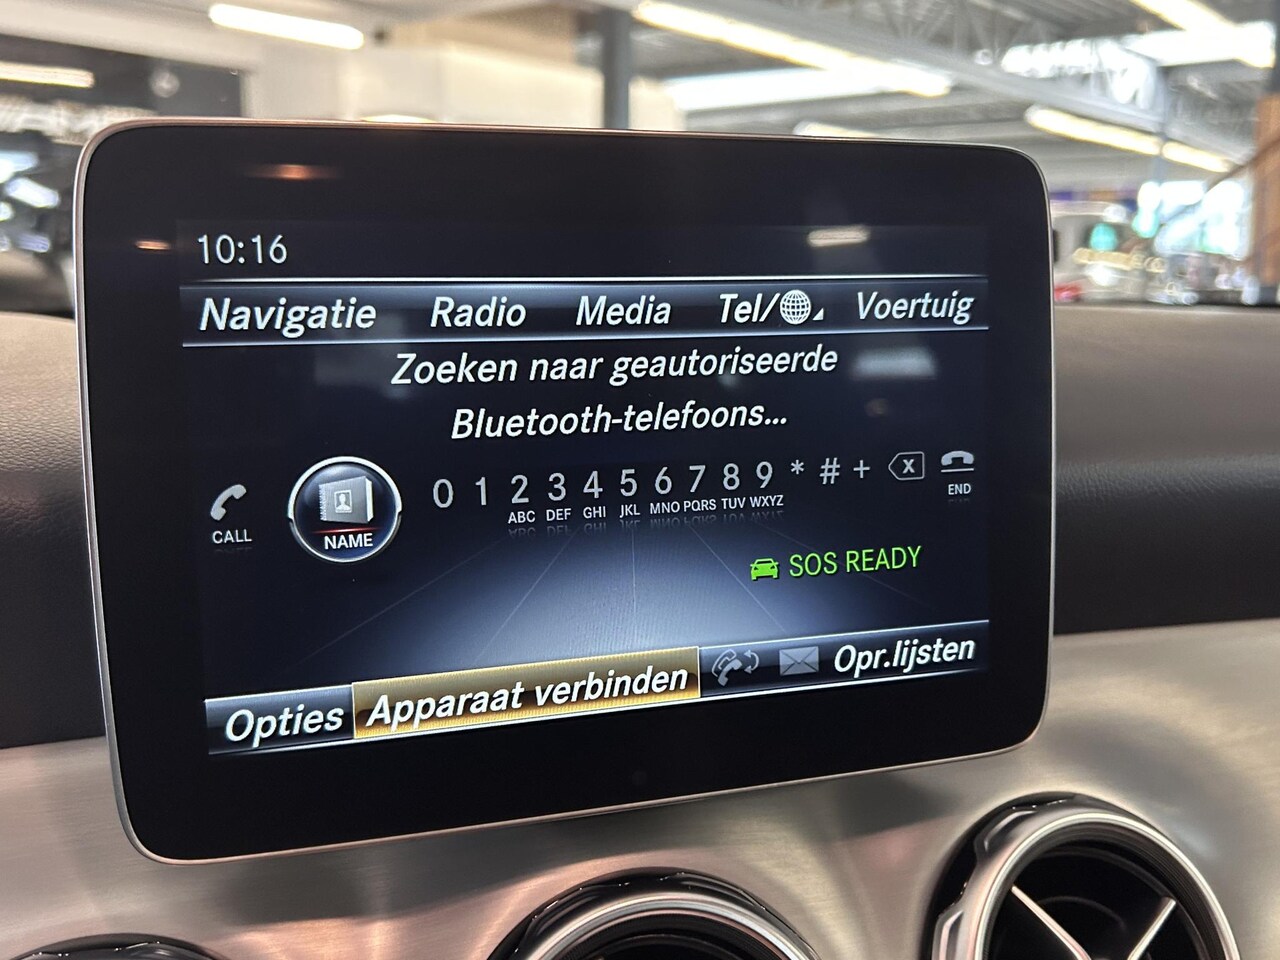 10:16
Navigatie Radio Media Tel/ Voertuig
Zoeken naar geautoriseerde
Bluetooth-telefoons...
CALL NAME 0 1 2 3 4 5 6 7 8 9 * # + X END
ABC DEF GHI JKL MNO PQRS TUV WXYZ
SOS READY
Opties Apparaat verbinden Opr.lijsten